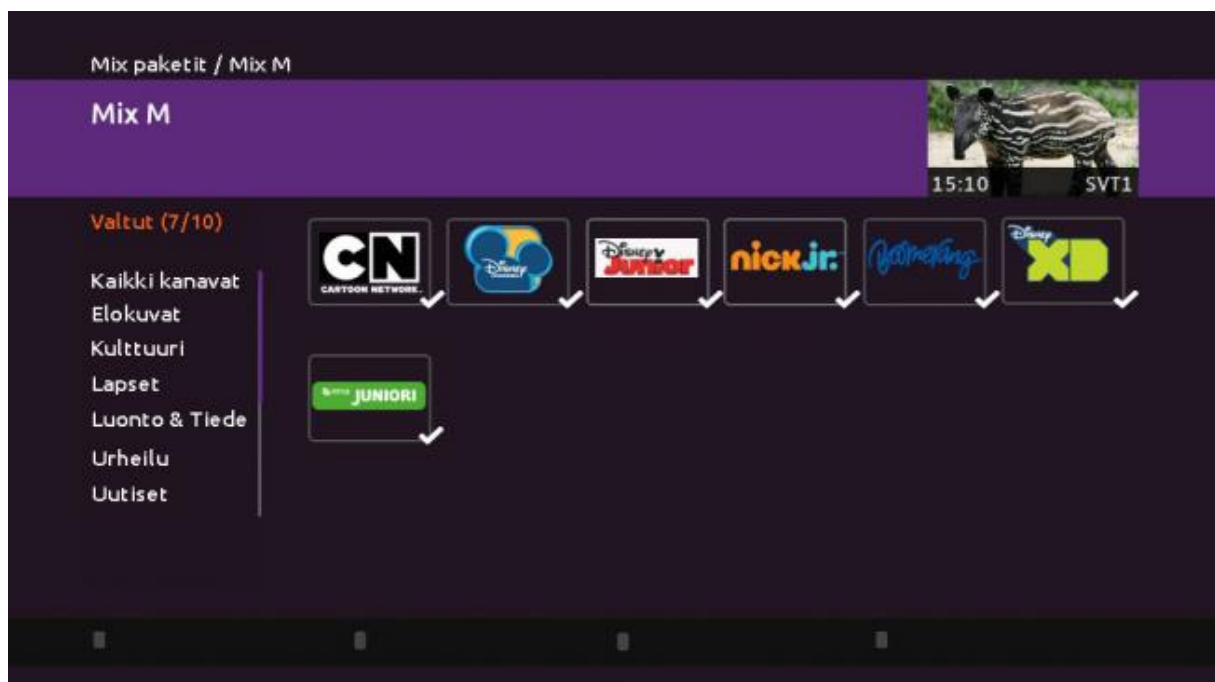 Mix paketit / Mix M
Mix M
15:10 SVT1
Valtut (7/10)
CN
CARTOON NETWORK
Disney
Disney Junior
nick jr.
Boomerang
Disney XD
Kaikki kanavat
Elokuvat
Kulttuuri
Lapset
JUNIORI
Luonto & Tiede
Urheilu
Uutiset